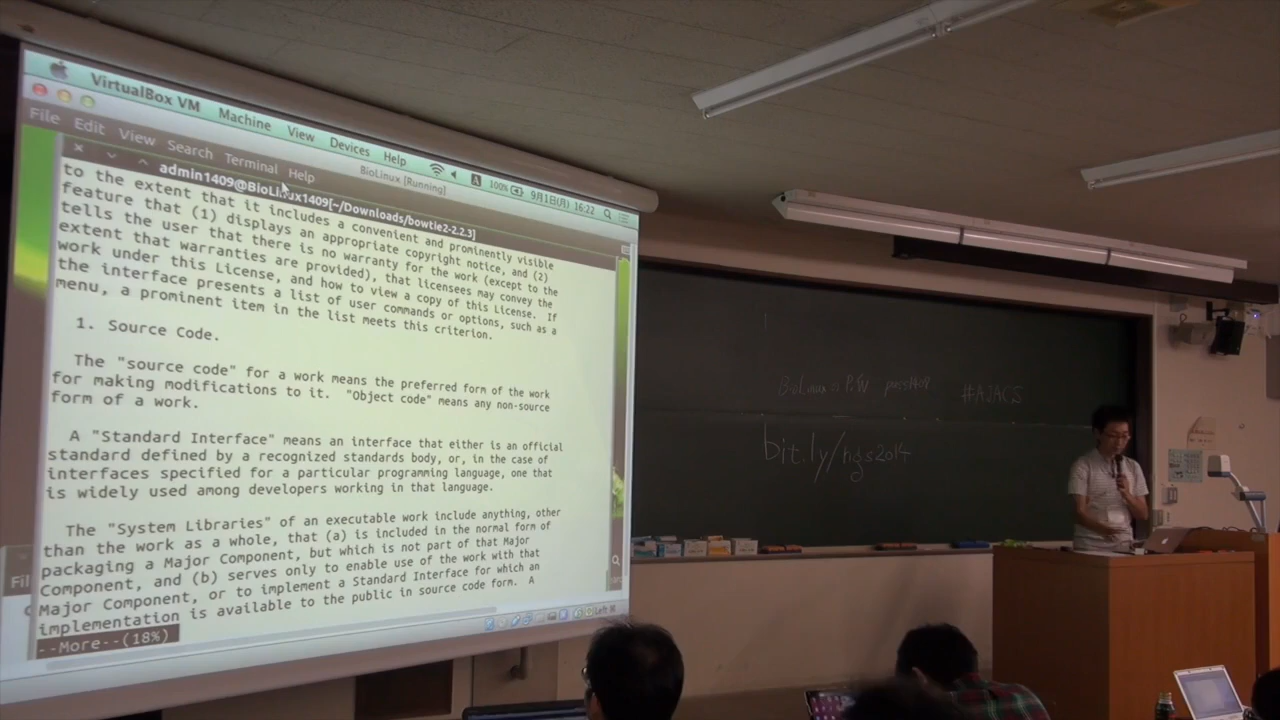 VirtualBox VM Machine View Devices Help 100% 9月1日(月) 16:22
BioLinux [Running]
File Edit View Search Terminal Help
admin1409@BioLinux1409[~/Downloads/bowtie2-2.2.3]
to the extent that it includes a convenient and prominently visible
feature that (1) displays an appropriate copyright notice, and (2)
tells the user that there is no warranty for the work (except to the
extent that warranties are provided), that licensees may convey the
work under this License, and how to view a copy of this License. If
the interface presents a list of user commands or options, such as a
menu, a prominent item in the list meets this criterion.
1. Source Code.
The "source code" for a work means the preferred form of the work
for making modifications to it. "Object code" means any non-source
form of a work.
A "Standard Interface" means an interface that either is an official
standard defined by a recognized standards body, or, in the case of
interfaces specified for a particular programming language, one that
is widely used among developers working in that language.
The "System Libraries" of an executable work include anything, other
than the work as a whole, that (a) is included in the normal form of
packaging a Major Component, but which is not part of that Major
Component, and (b) serves only to enable use of the work with that
Major Component, or to implement a Standard Interface for which an
implementation is available to the public in source code form. A
--More--(18%)
Left ⌘
#AJACS
bit.ly/ngs2014